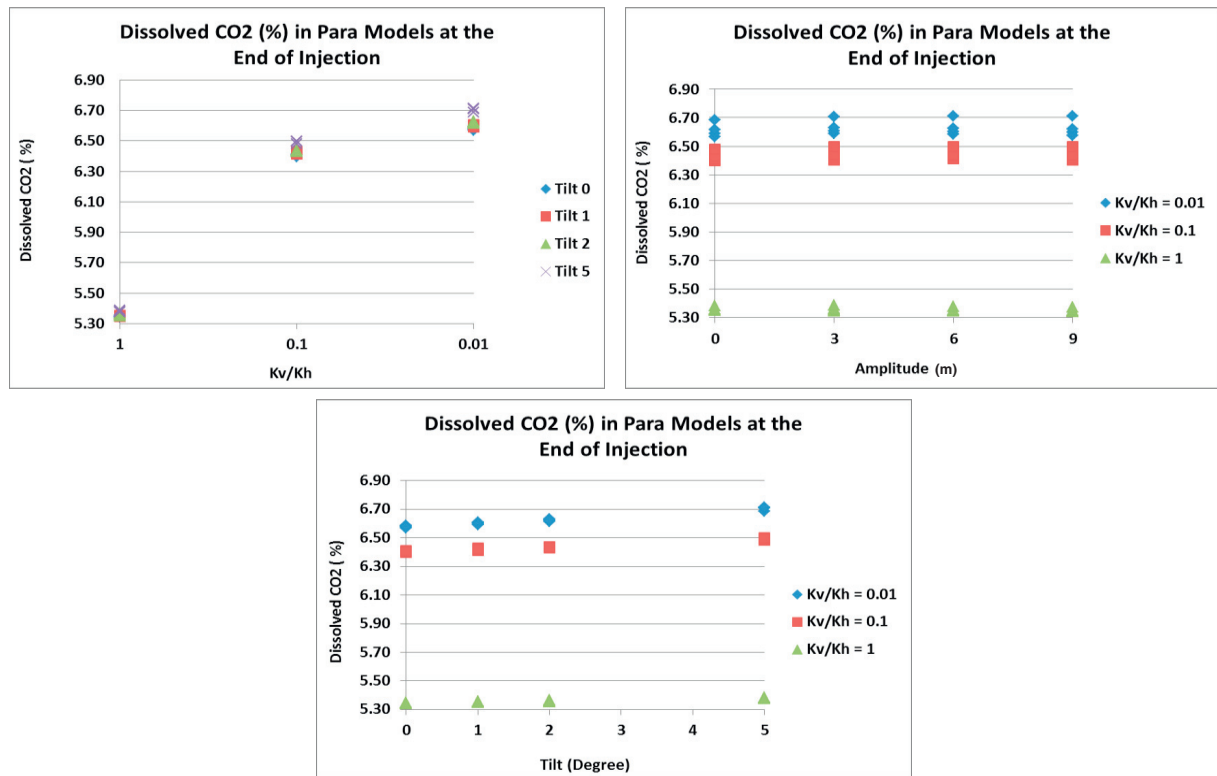 Dissolved CO2 (%) in Para Models at the
End of Injection
Dissolved CO2 ( %)
6.90
6.70
6.50
6.30
6.10
5.90
5.70
5.50
5.30
1 0.1 0.01
Kv/Kh
Tilt 0
Tilt 1
Tilt 2
Tilt 5
Dissolved CO2 (%) in Para Models at the
End of Injection
Dissolved CO2 ( %)
6.90
6.70
6.50
6.30
6.10
5.90
5.70
5.50
5.30
0 3 6 9
Amplitude (m)
Kv/Kh = 0.01
Kv/Kh = 0.1
Kv/Kh = 1
Dissolved CO2 (%) in Para Models at the
End of Injection
Dissolved CO2 ( %)
6.90
6.70
6.50
6.30
6.10
5.90
5.70
5.50
5.30
0 1 2 3 4 5
Tilt (Degree)
Kv/Kh = 0.01
Kv/Kh = 0.1
Kv/Kh = 1